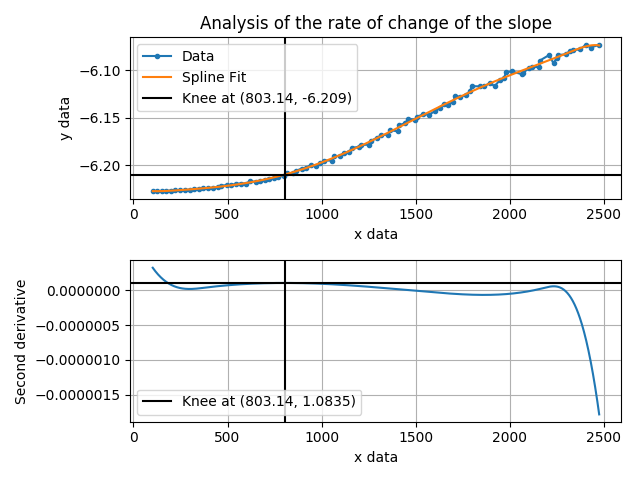 Analysis of the rate of change of the slope
Data
Spline Fit
Knee at (803.14, -6.209)
−6.10
−6.15
−6.20
y data
0 500 1000 1500 2000 2500
x data
0.0000000
−0.0000005
−0.0000010
−0.0000015
Second derivative
Knee at (803.14, 1.0835)
0 500 1000 1500 2000 2500
x data